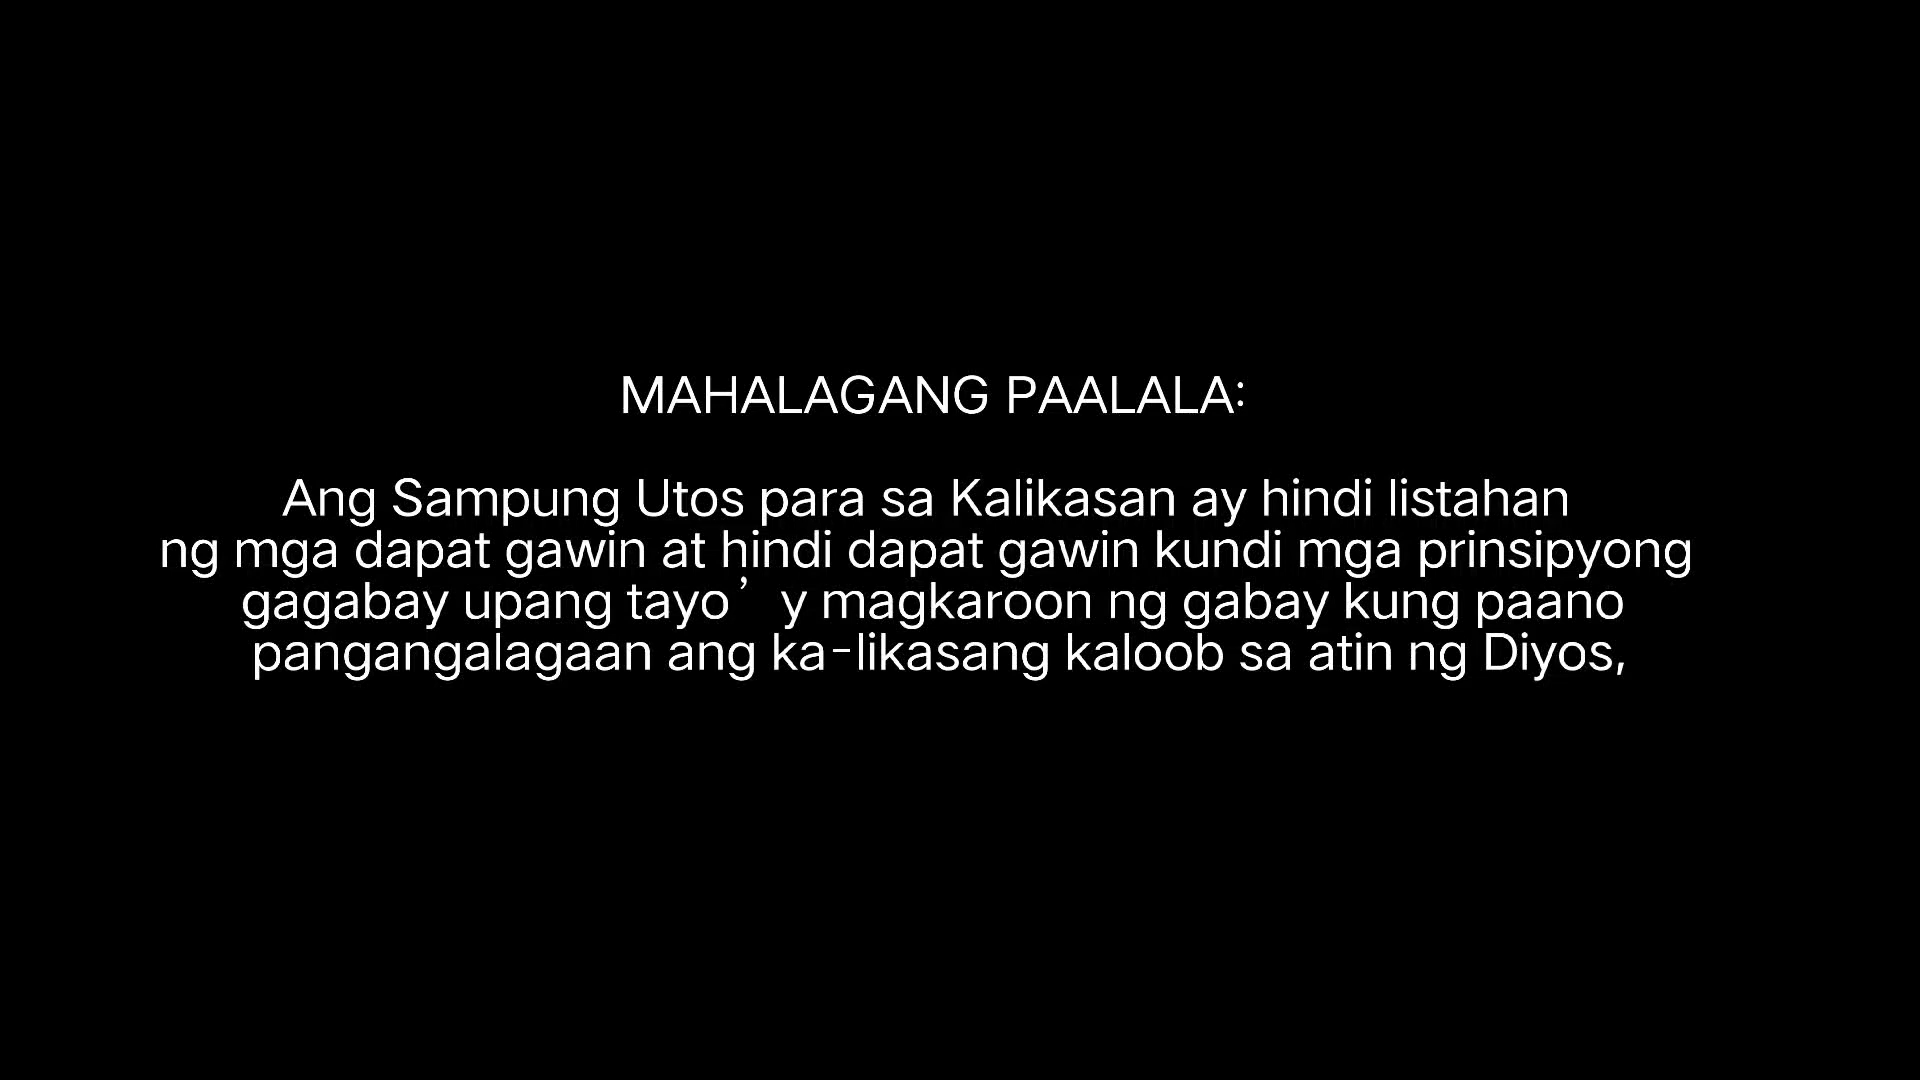 MAHALAGANG PAALALA:
Ang Sampung Utos para sa Kalikasan ay hindi listahan
ng mga dapat gawin at hindi dapat gawin kundi mga prinsipyong
gagabay upang tayo’ y magkaroon ng gabay kung paano
pangangalagaan ang ka-likasang kaloob sa atin ng Diyos,